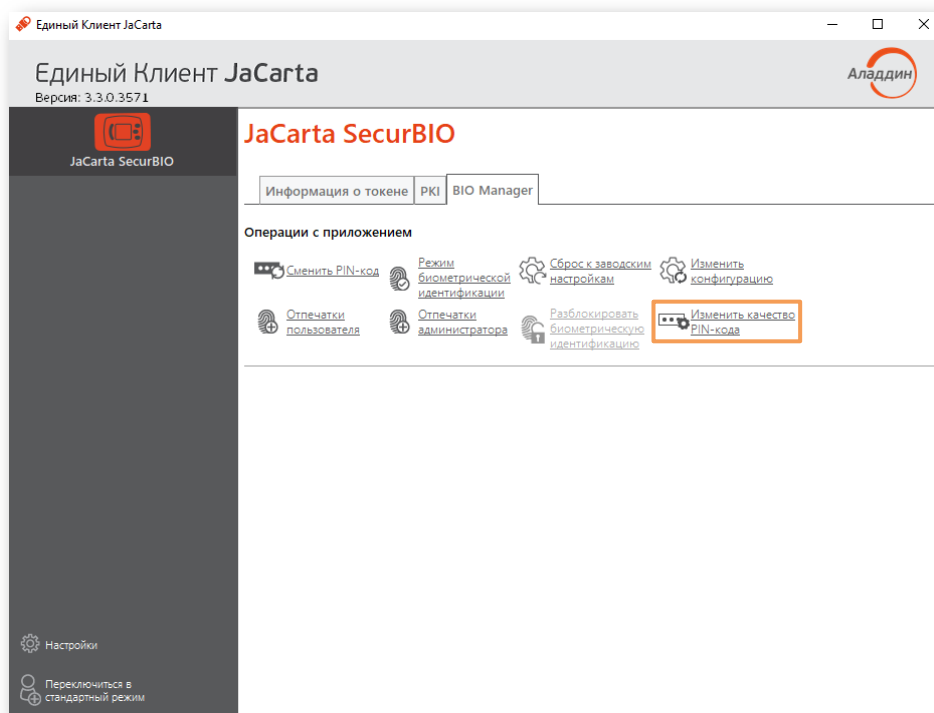 Единый Клиент JaCarta
Единый Клиент JaCarta
Версия: 3.3.0.3571
Аладдин
JaCarta SecurBIO
JaCarta SecurBIO
Информация о токене
PKI
BIO Manager
Операции с приложением
Сменить PIN-код
Режим
биометрической
идентификации
Сброс к заводским
настройкам
Изменить
конфигурацию
Отпечатки
пользователя
Отпечатки
администратора
Разблокировать
биометрическую
идентификацию
Изменить качество
PIN-кода
Настройки
Переключиться в
стандартный режим